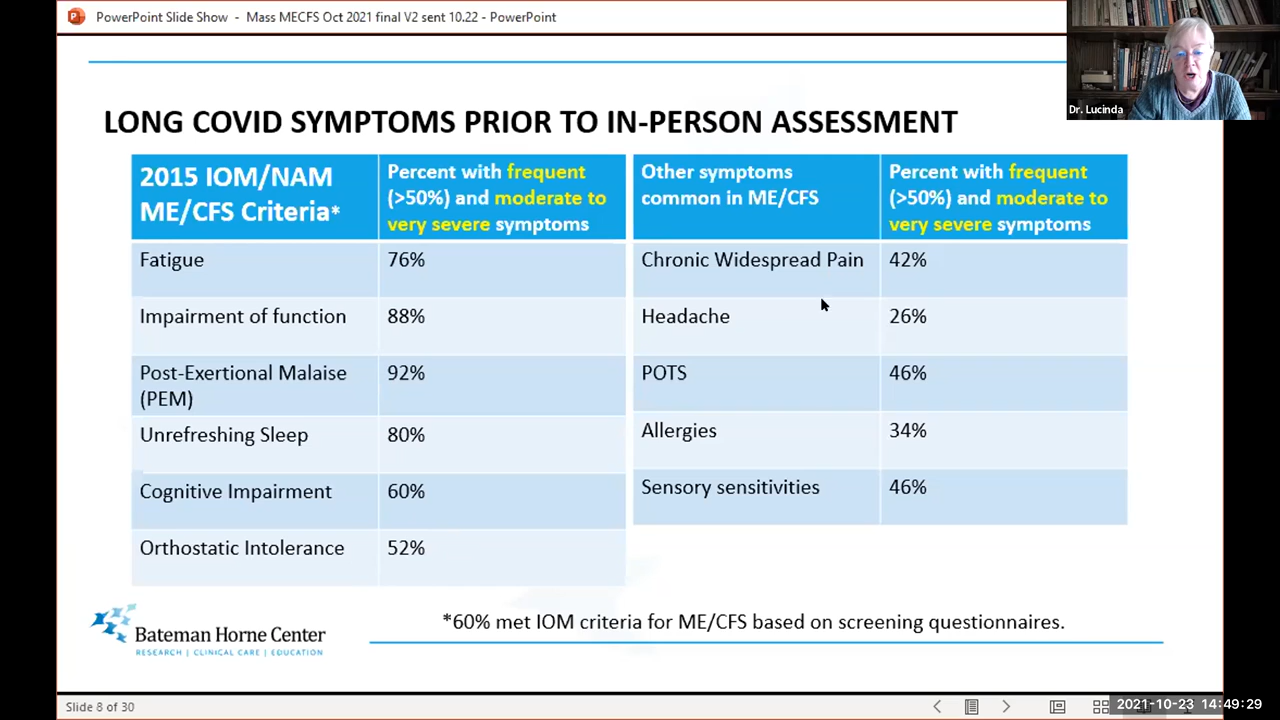 PowerPoint Slide Show - Mass MECFS Oct 2021 final V2 sent 10.22 - PowerPoint
Dr. Lucinda
LONG COVID SYMPTOMS PRIOR TO IN-PERSON ASSESSMENT
2015 IOM/NAM
ME/CFS Criteria*
Percent with frequent
(>50%) and moderate to
very severe symptoms
Fatigue 76%
Impairment of function 88%
Post-Exertional Malaise 92%
(PEM)
Unrefreshing Sleep 80%
Cognitive Impairment 60%
Orthostatic Intolerance 52%
Other symptoms
common in ME/CFS
Percent with frequent
(>50%) and moderate to
very severe symptoms
Chronic Widespread Pain 42%
Headache 26%
POTS 46%
Allergies 34%
Sensory sensitivities 46%
*60% met IOM criteria for ME/CFS based on screening questionnaires.
Bateman Horne Center
RESEARCH | CLINICAL CARE | EDUCATION
Slide 8 of 30
2021-10-23 14:49:29